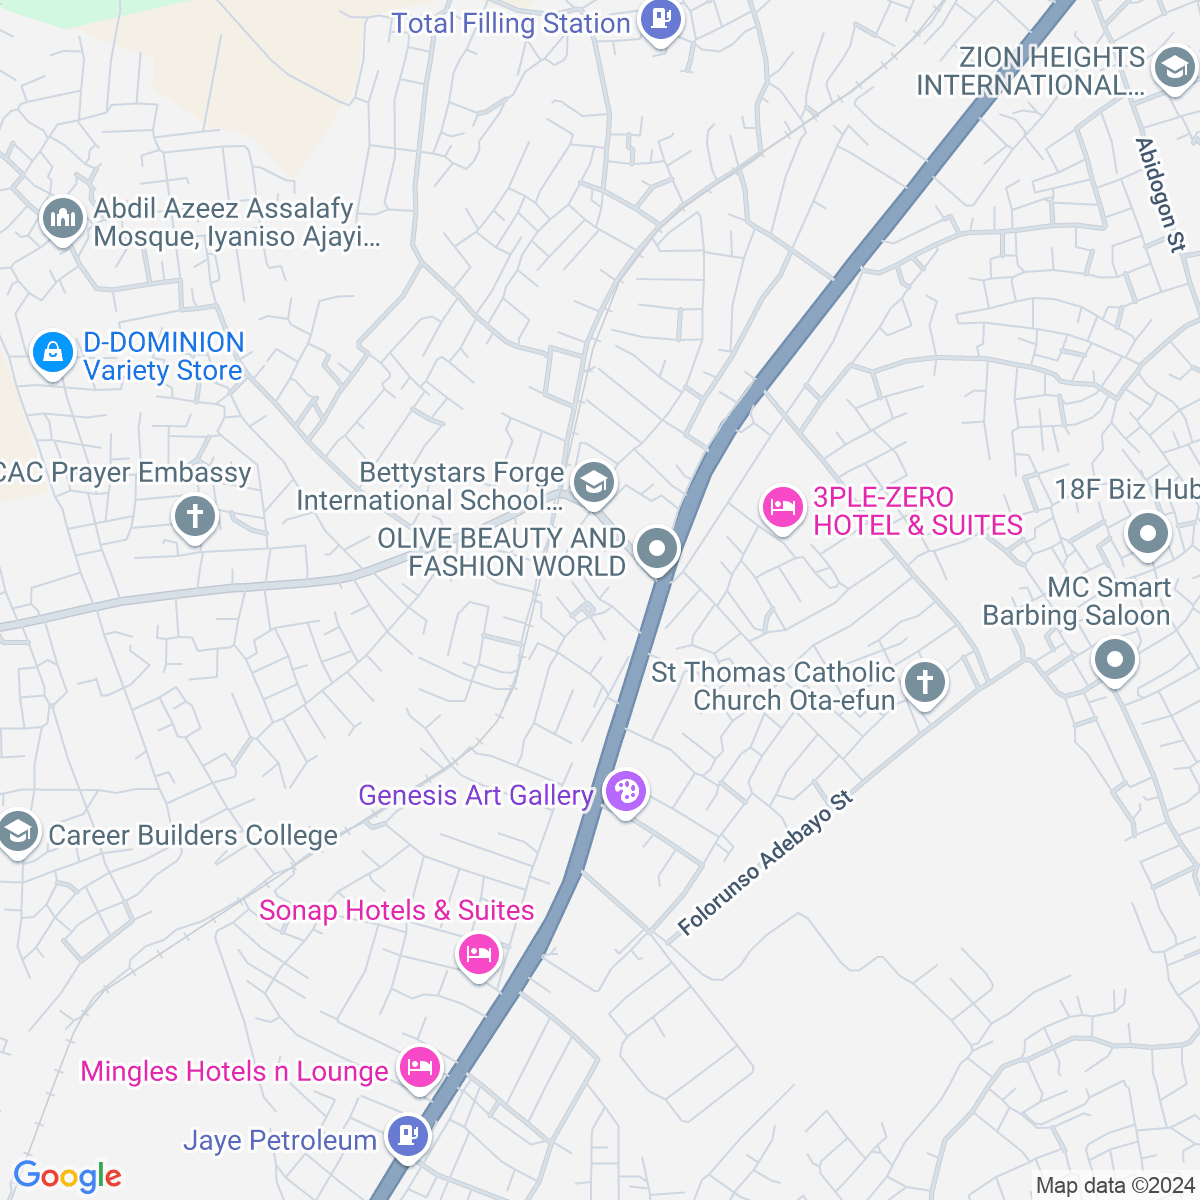 Total Filling Station
ZION HEIGHTS
INTERNATIONAL...
Abidogon St
Abdil Azeez Assalafy
Mosque, Iyaniso Ajayi...
D-DOMINION
Variety Store
CAC Prayer Embassy
Bettystars Forge
International School...
3PLE-ZERO
HOTEL & SUITES
18F Biz Hub
OLIVE BEAUTY AND
FASHION WORLD
MC Smart
Barbing Saloon
St Thomas Catholic
Church Ota-efun
Genesis Art Gallery
Folorunso Adebayo St
Career Builders College
Sonap Hotels & Suites
Mingles Hotels n Lounge
Jaye Petroleum
Google
Map data ©2024